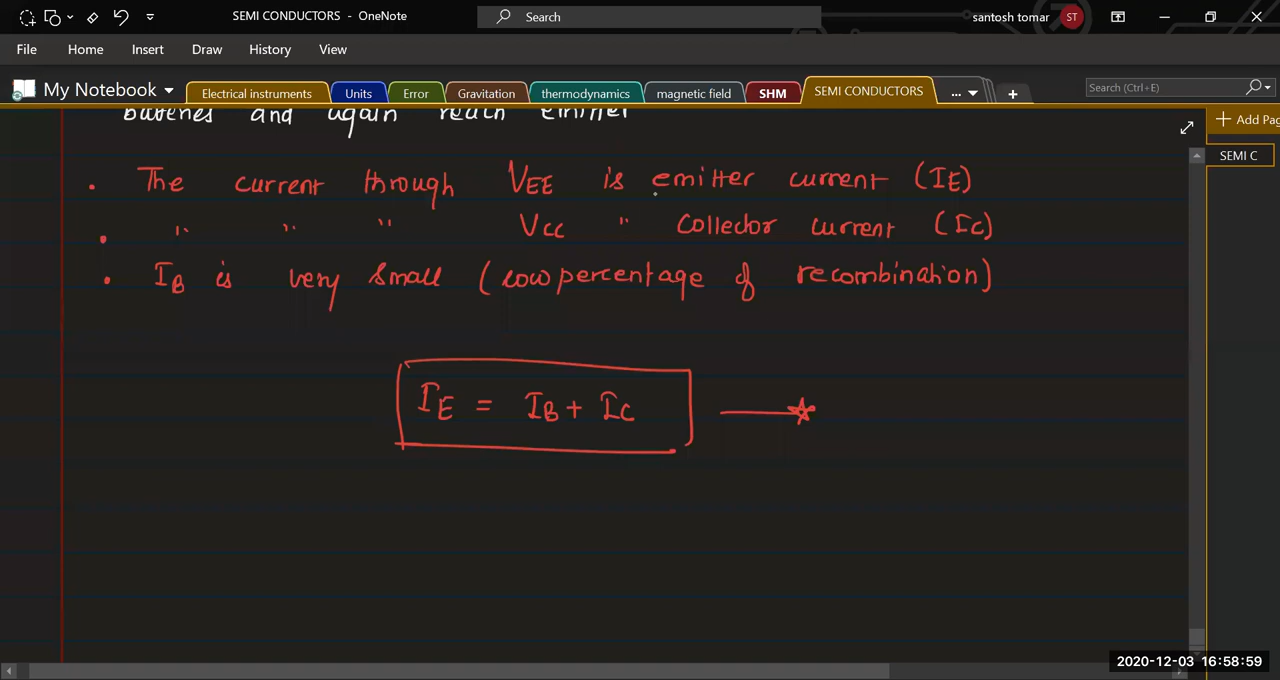 SEMI CONDUCTORS - OneNote
Search
santosh tomar
ST
File Home Insert Draw History View
My Notebook
Electrical instruments Units Error Gravitation thermodynamics magnetic field SHM SEMI CONDUCTORS ... +
Search (Ctrl+E)
Add Pag
SEMI C
batteries and again reach emitter
. The current through VEE is emitter current (IE)
. " " " VCC " Collector current (IC)
. IB is very small (low percentage of recombination)
IE = IB + IC
2020-12-03 16:58:59